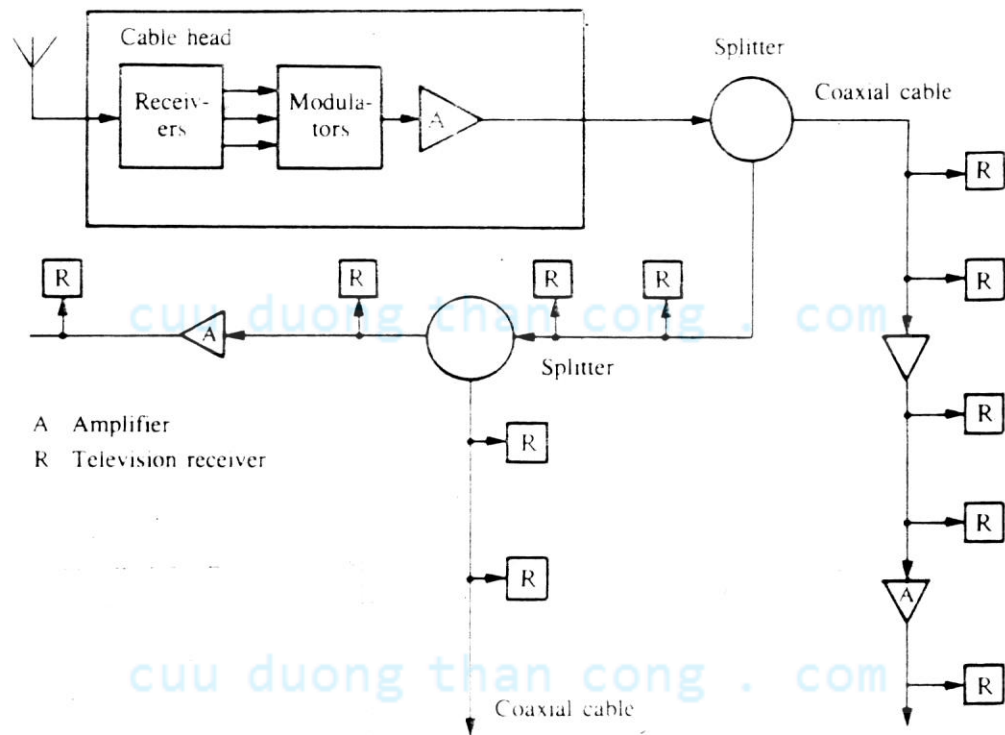 Cable head
Splitter
Coaxial cable
Receiv-
ers
Modula-
tors
A
R
R
R
R
R
R
cuu duong than cong . com
A
Splitter
A Amplifier
R Television receiver
R
R
R
R
A
R
cuu duong than cong . com
Coaxial cable